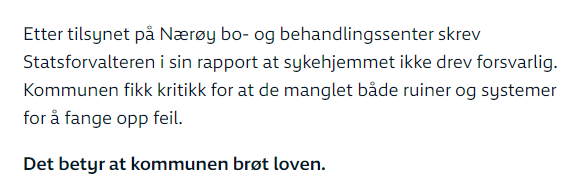 Etter tilsynet på Nærøy bo- og behandlingssenter skrev
Statsforvalteren i sin rapport at sykehjemmet ikke drev forsvarlig.
Kommunen fikk kritikk for at de manglet både ruiner og systemer
for å fange opp feil.
Det betyr at kommunen brøt loven.